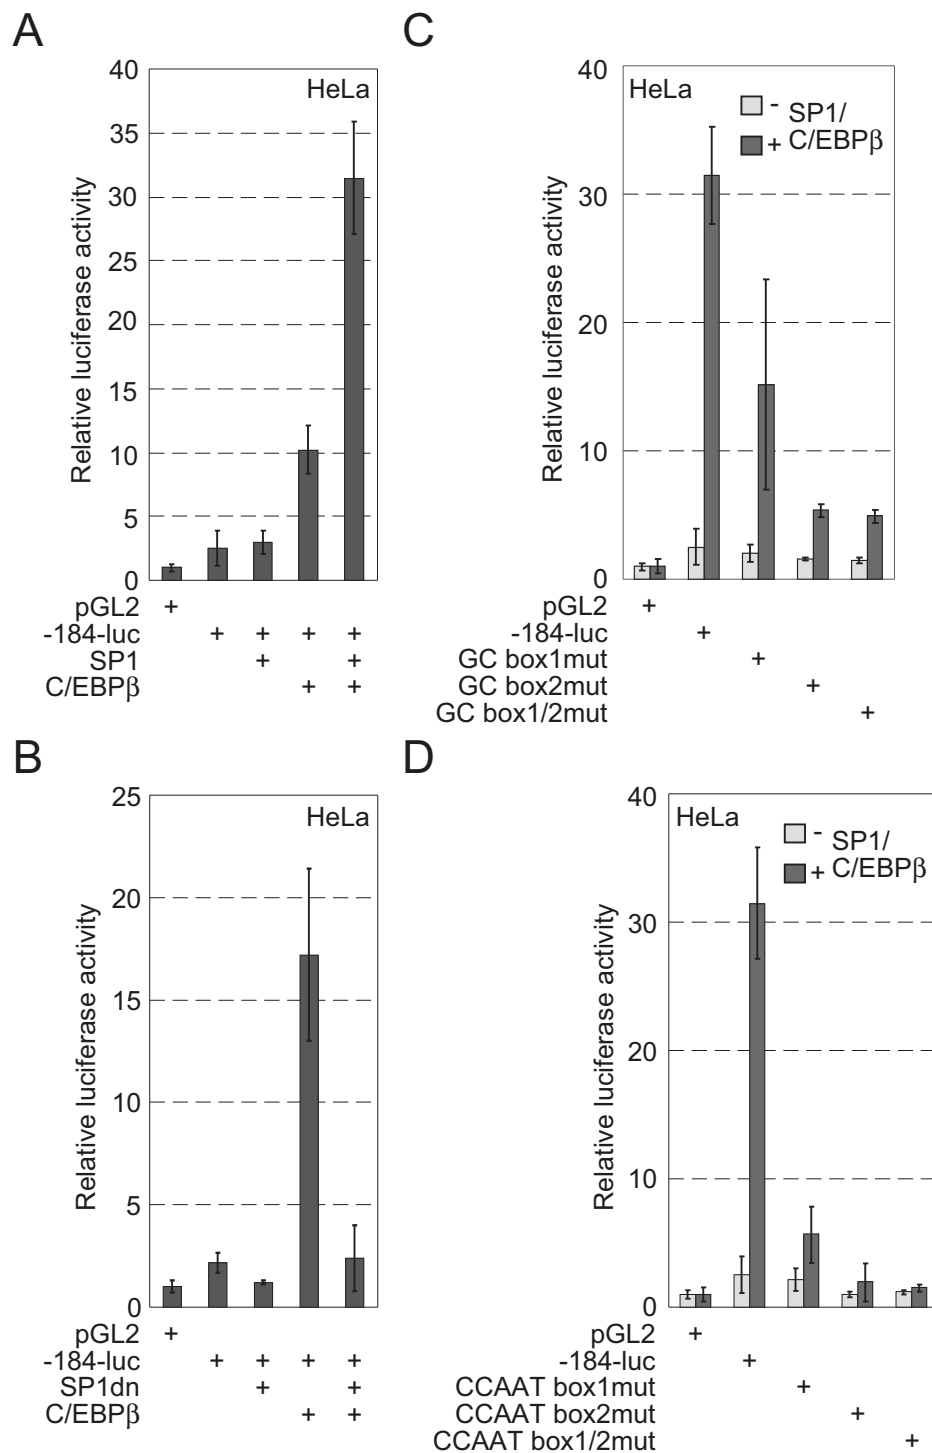 A
HeLa
Relative luciferase activity
40
35
30
25
20
15
10
5
0
pGL2 +
-184-luc + + + +
SP1 + +
C/EBPβ + +
C
HeLa
- SP1/
+ C/EBPβ
Relative luciferase activity
40
30
20
10
0
pGL2 +
-184-luc +
GC box1mut +
GC box2mut +
GC box1/2mut +
B
HeLa
Relative luciferase activity
25
20
15
10
5
0
pGL2 +
-184-luc + + + +
SP1dn + +
C/EBPβ + +
D
HeLa
- SP1/
+ C/EBPβ
Relative luciferase activity
40
30
20
10
0
pGL2 +
-184-luc +
CCAAT box1mut +
CCAAT box2mut +
CCAAT box1/2mut +